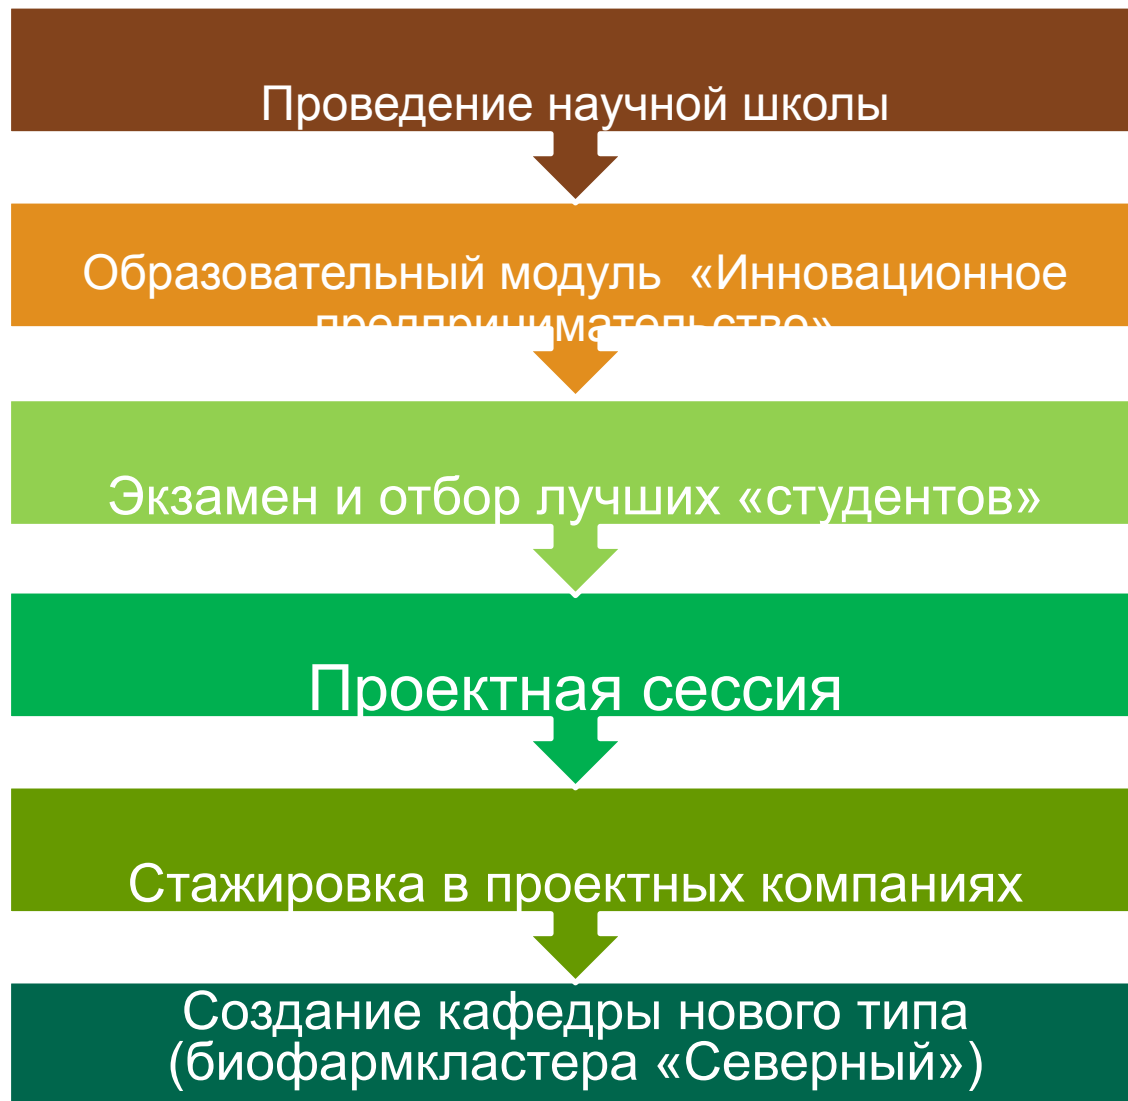 Проведение научной школы
Образовательный модуль «Инновационное
предпринимательство»
Экзамен и отбор лучших «студентов»
Проектная сессия
Стажировка в проектных компаниях
Создание кафедры нового типа
(биофармкластера «Северный»)